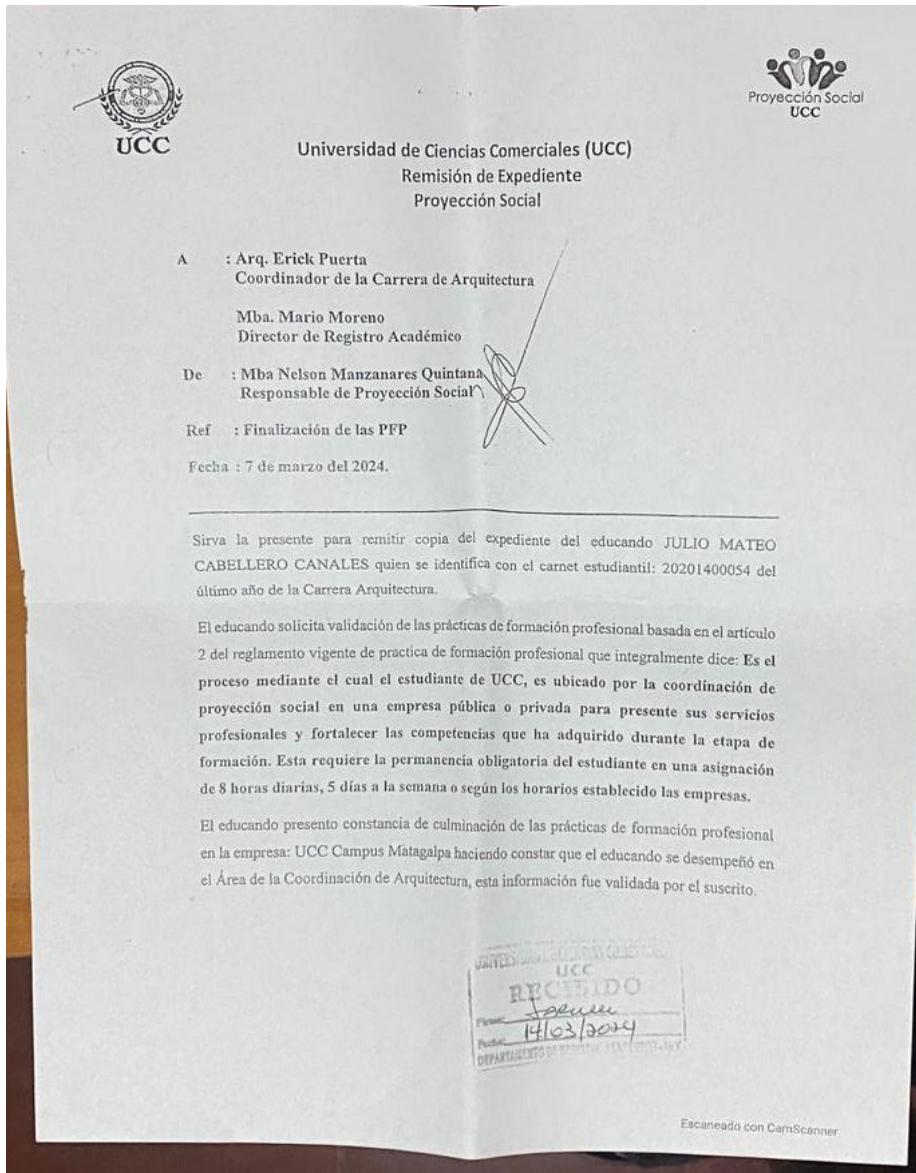 UCC
Proyección Social
UCC
Universidad de Ciencias Comerciales (UCC)
Remisión de Expediente
Proyección Social
A : Arq. Erick Puerta
Coordinador de la Carrera de Arquitectura
Mba. Mario Moreno
Director de Registro Académico
De : Mba Nelson Manzanares Quintana
Responsable de Proyección Social
Ref : Finalización de las PFP
Fecha : 7 de marzo del 2024.
Sirva la presente para remitir copia del expediente del educando JULIO MATEO
CABELLERO CANALES quien se identifica con el carnet estudiantil: 20201400054 del
último año de la Carrera Arquitectura.
El educando solicita validación de las prácticas de formación profesional basada en el artículo
2 del reglamento vigente de practica de formación profesional que integralmente dice: Es el
proceso mediante el cual el estudiante de UCC, es ubicado por la coordinación de
proyección social en una empresa pública o privada para presente sus servicios
profesionales y fortalecer las competencias que ha adquirido durante la etapa de
formación. Esta requiere la permanencia obligatoria del estudiante en una asignación
de 8 horas diarias, 5 días a la semana o según los horarios establecido las empresas.
El educando presento constancia de culminación de las prácticas de formación profesional
en la empresa: UCC Campus Matagalpa haciendo constar que el educando se desempeñó en
el Área de la Coordinación de Arquitectura, esta información fue validada por el suscrito.
UCC
RECIBIDO
14/03/2024
Escaneado con CamScanner